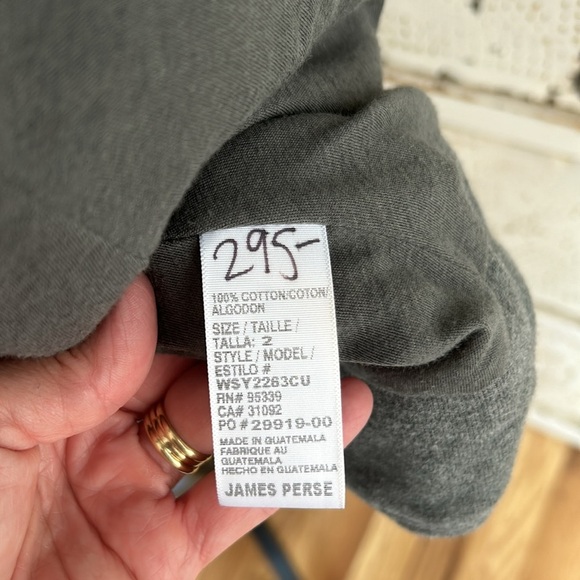 295-
100% COTTON/COTON/
ALGODON
SIZE / TAILLE /
TALLA: 2
STYLE / MODEL /
ESTILO #
WSY2263CU
RN# 95339
CA# 31092
PO # 29919-00
MADE IN GUATEMALA
FABRIQUE AU
GUATEMALA
HECHO EN GUATEMALA
JAMES PERSE